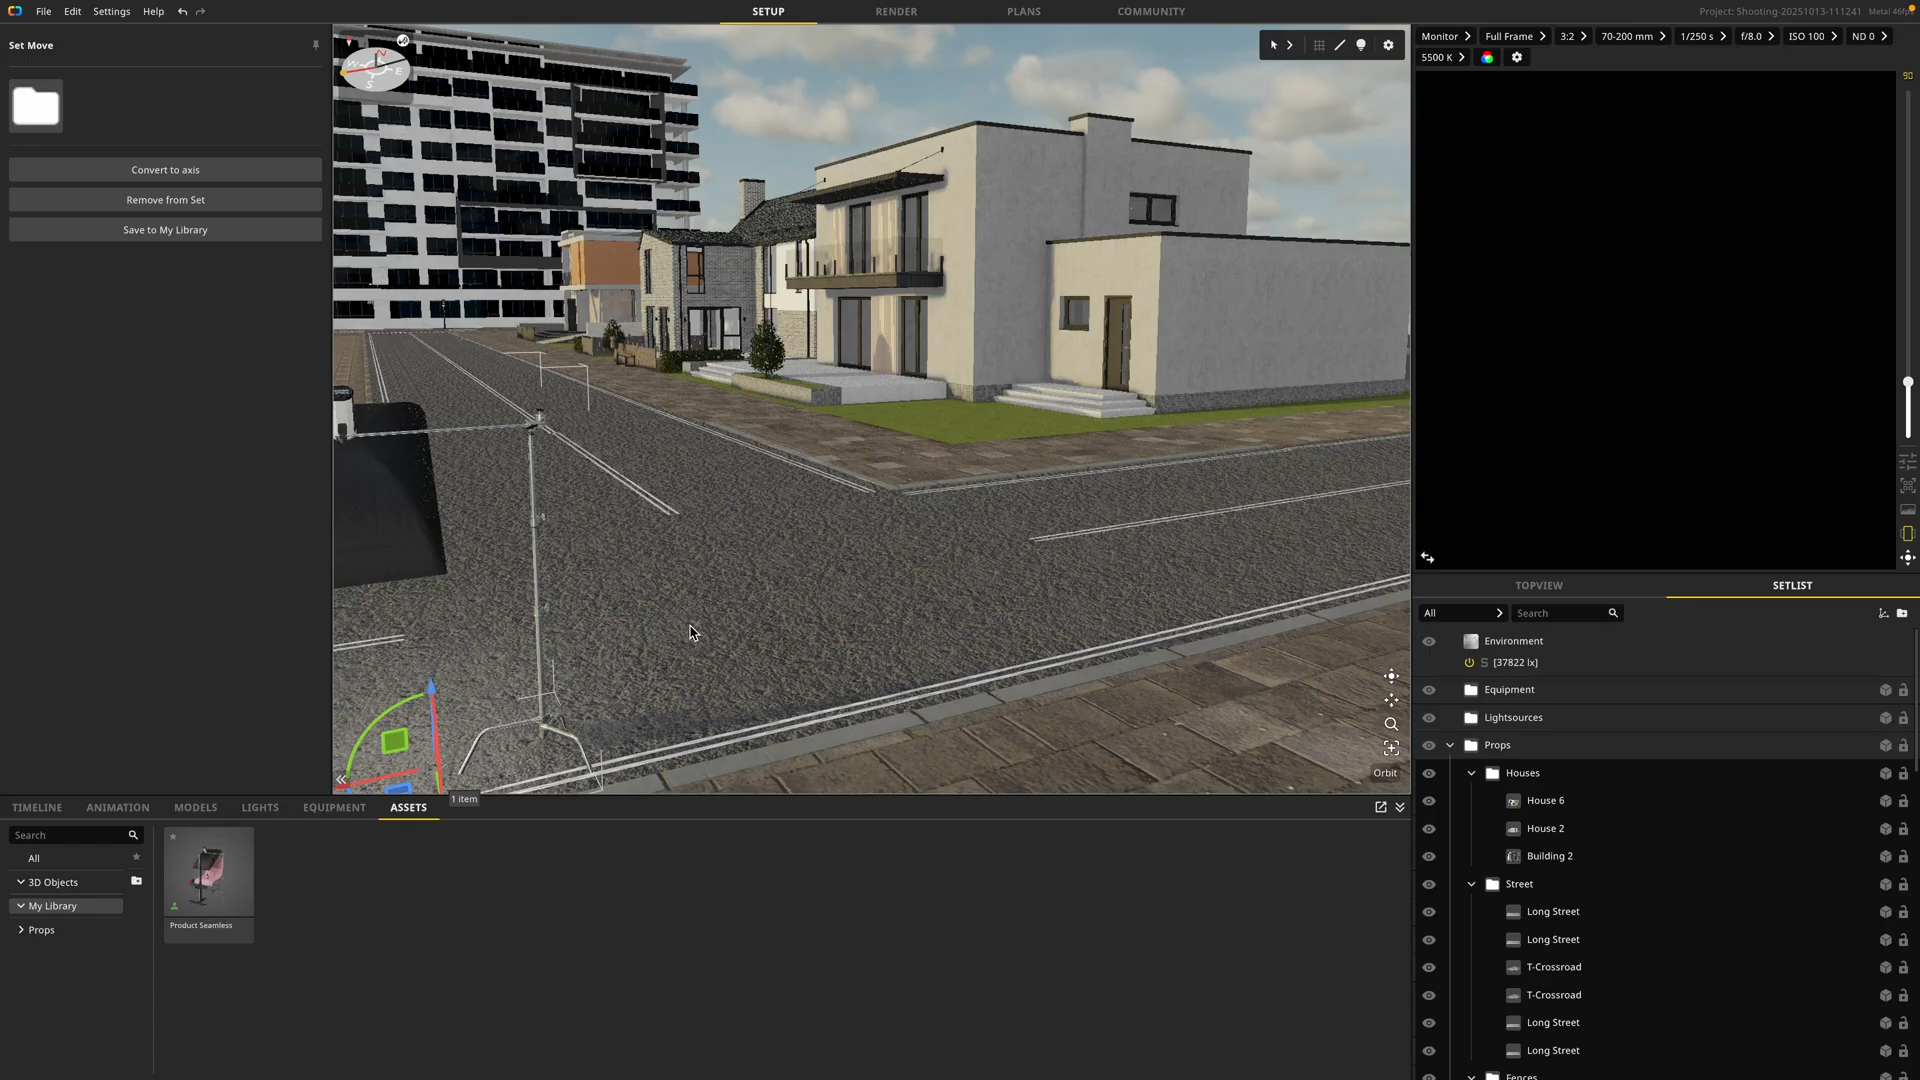 File Edit Settings Help
SETUP RENDER PLANS COMMUNITY
Project: Shooting-20251013-111241
Set Move
Convert to axis
Remove from Set
Save to My Library
N
W E
S
Monitor Full Frame 3:2 70-200 mm 1/250 s f/8.0 ISO 100 ND 0
5500 K
90
Orbit
TOPVIEW SETLIST
All Search
Environment
S [37822 lx]
Equipment
Lightsources
Props
Houses
House 6
House 2
Building 2
Street
Long Street
Long Street
T-Crossroad
T-Crossroad
Long Street
Long Street
Fences
1 item
TIMELINE ANIMATION MODELS LIGHTS EQUIPMENT ASSETS
Search
All
3D Objects
My Library
Props
Product Seamless